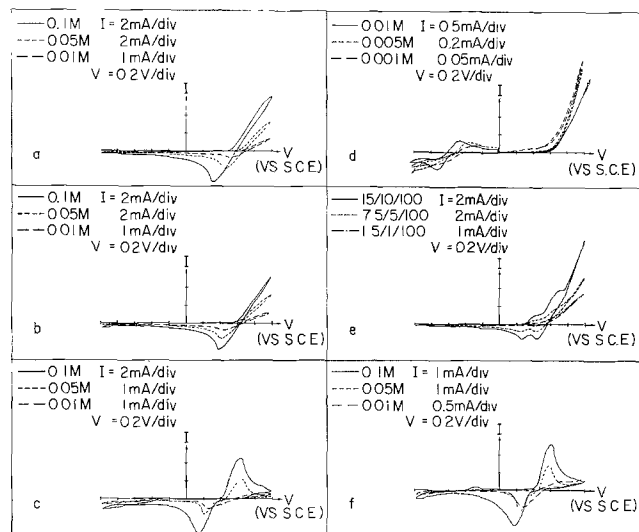 0.1M I = 2mA/div
0.05M 2mA/div
0.01M 1mA/div
V = 0.2V/div
I
a
V
(VS S.C.E)
0.01M I = 0.5mA/div
0.005M 0.2mA/div
0.001M 0.05mA/div
V = 0.2V/div
I
d
V
(VS S.C.E)
0.1M I = 2mA/div
0.05M 2mA/div
0.01M 1mA/div
V = 0.2V/div
I
b
V
(VS S.C.E)
15/10/100 I = 2mA/div
7.5/5/100 2mA/div
1.5/1/100 1mA/div
V = 0.2V/div
I
e
V
(VS S.C.E)
0.1M I = 2mA/div
0.05M 1mA/div
0.01M 1mA/div
V = 0.2V/div
I
c
V
(VS S.C.E)
0.1M I = 1mA/div
0.05M 1mA/div
0.01M 0.5mA/div
V = 0.2V/div
I
f
V
(VS S.C.E)